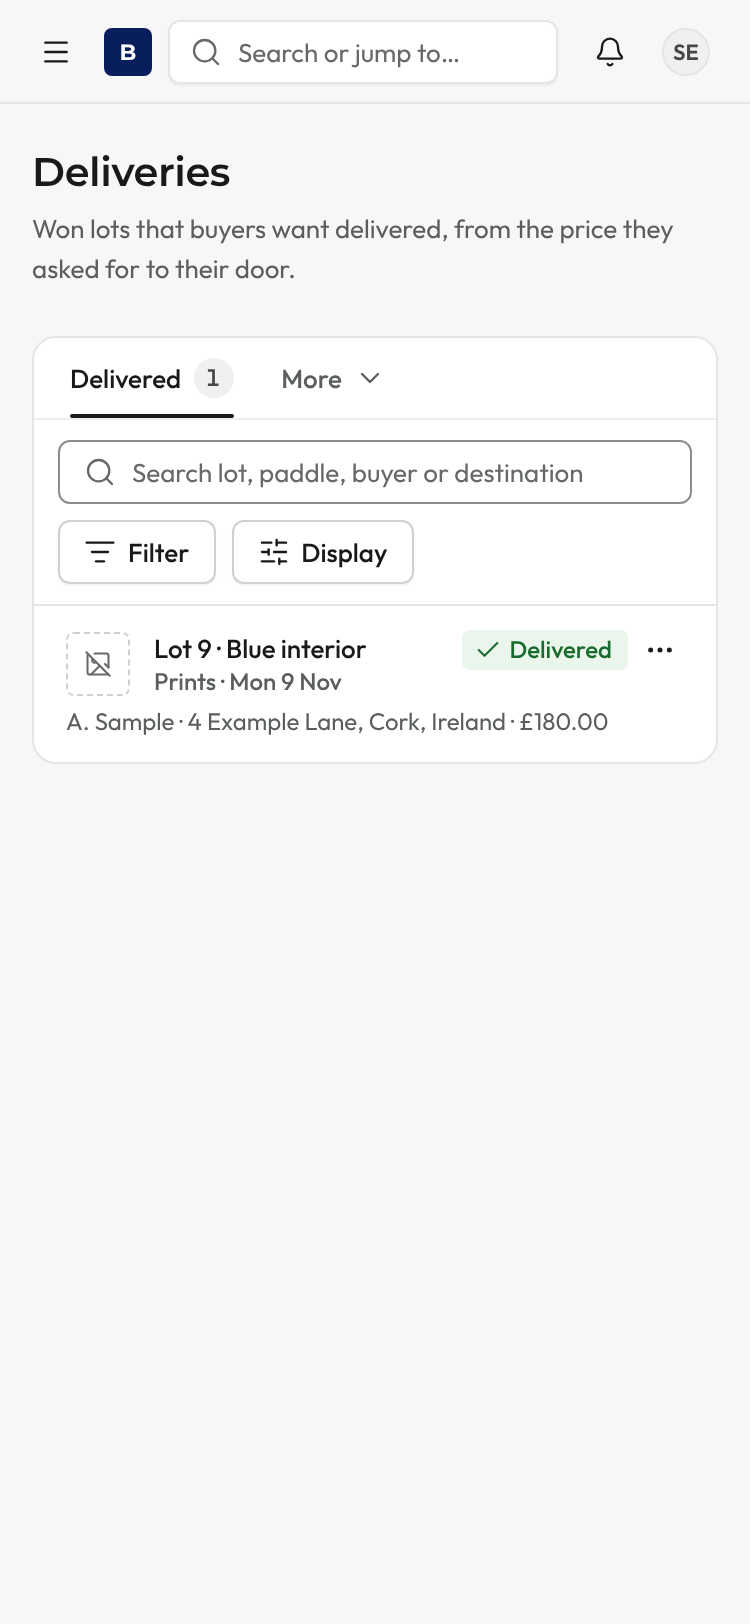 B
Search or jump to...
SE
Deliveries
Won lots that buyers want delivered, from the price they
asked for to their door.
Delivered 1
More
Search lot, paddle, buyer or destination
Filter
Display
Lot 9 · Blue interior
Delivered
Prints · Mon 9 Nov
A. Sample · 4 Example Lane, Cork, Ireland · £180.00